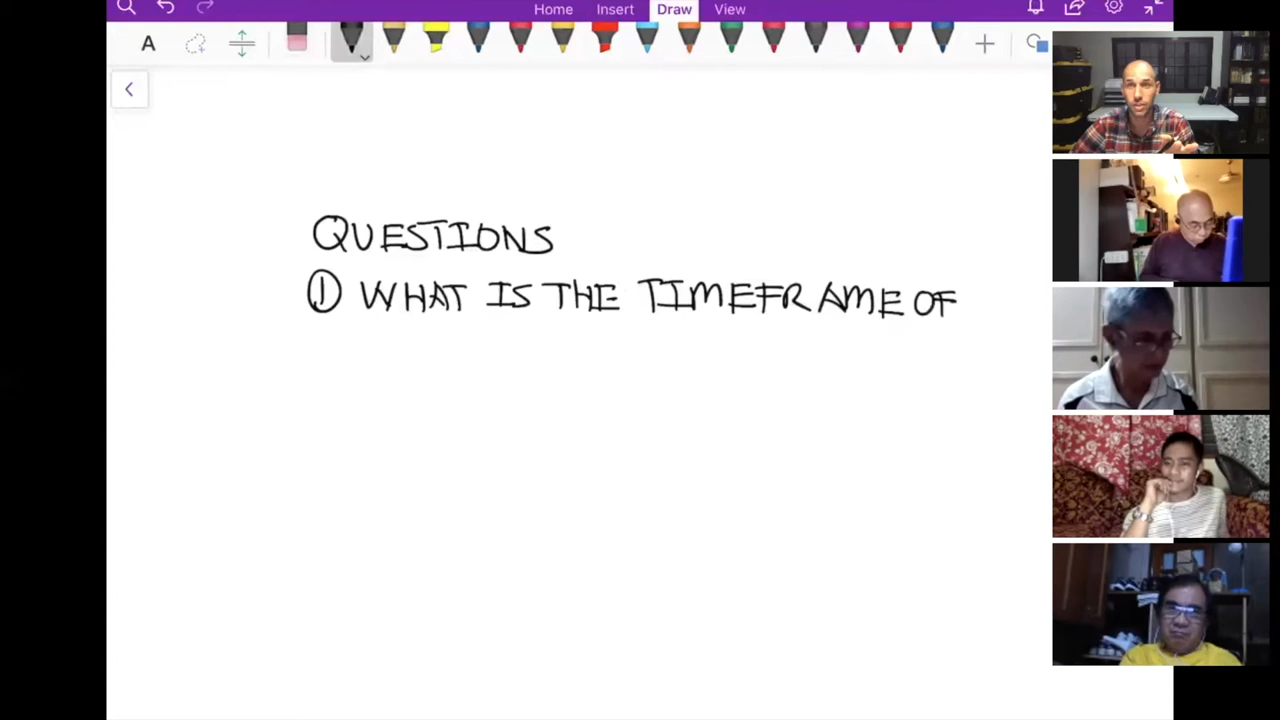 Home Insert Draw View
A
QUESTIONS
① WHAT IS THE TIMEFRAME OF